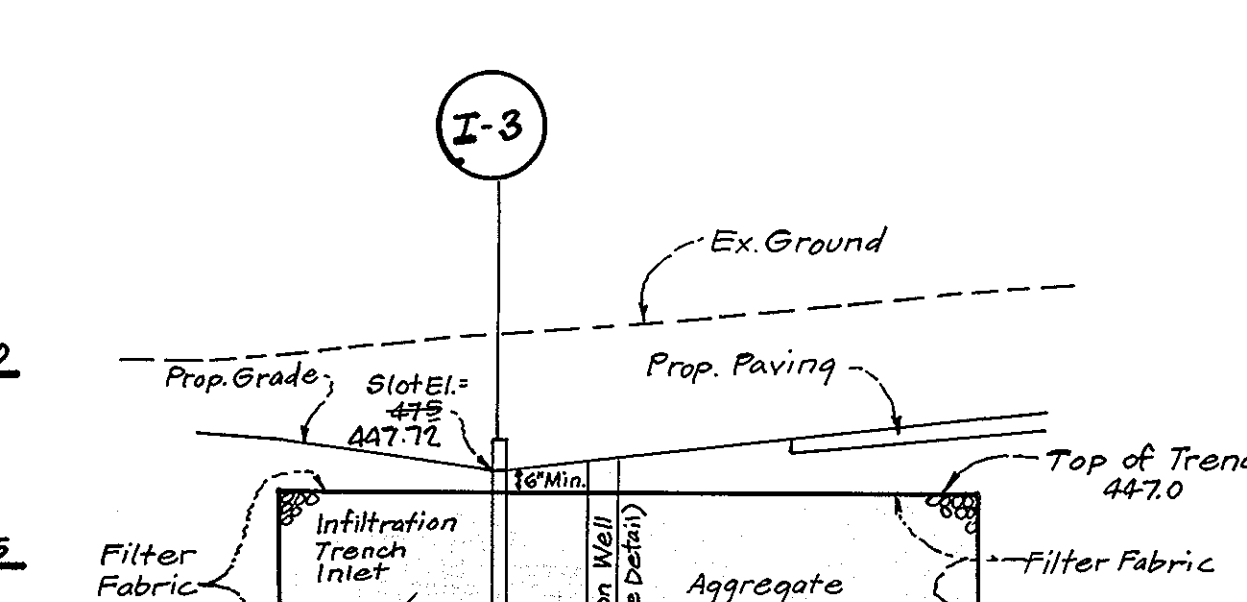 I-3
Ex. Ground
Prop. Paving
Prop. Grade
Slot El.=
475
447.72
6" Min.
Top of Tren
447.0
Infiltration
Trench
Inlet
Filter
Fabric
Well
Detail)
Aggregate
Filter Fabric